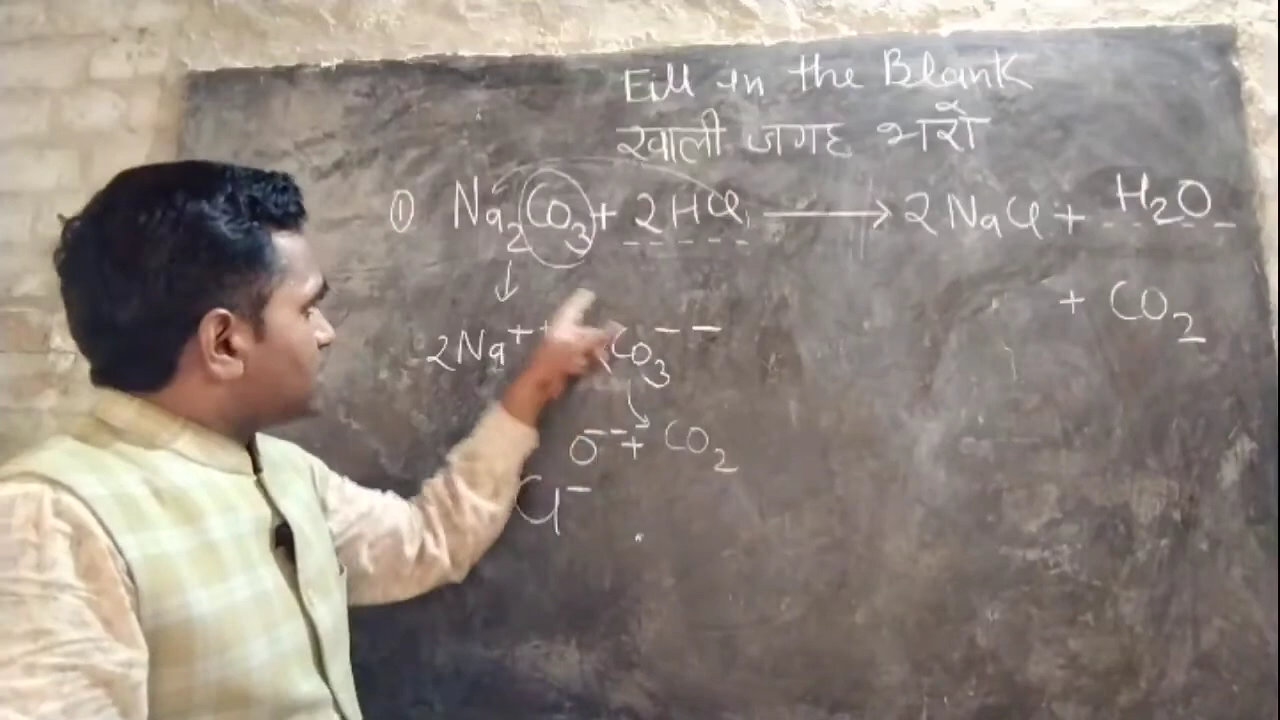 Fill in the Blank
खाली जगह भरो
① Na₂CO₃ + 2HCl → 2NaCl + H₂O
+ CO₂
↓
2Na⁺ CO₃⁻⁻
↓
O⁻⁻ + CO₂
Cl⁻